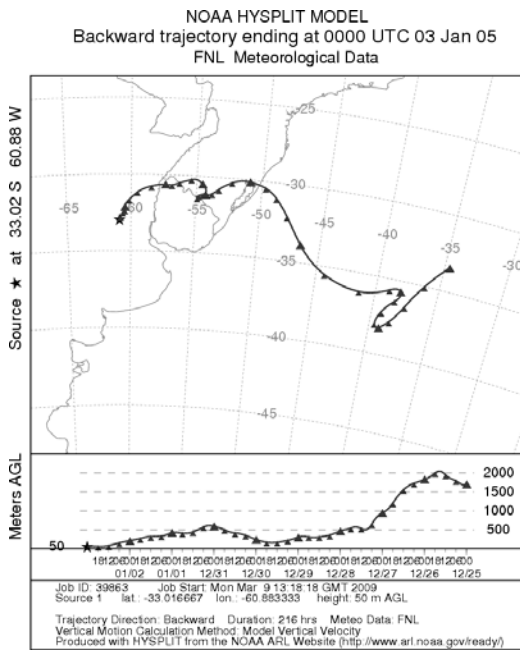 NOAA HYSPLIT MODEL
Backward trajectory ending at 0000 UTC 03 Jan 05
FNL Meteorological Data
Source ★ at 33.02 S 60.88 W
-25
-30
-65
-60
-55
-50
-45
-40
-35
-30
-35
-40
-45
Meters AGL
2000
1500
1000
500
50
01/02 01/01 12/31 12/30 12/29 12/28 12/27 12/26 12/25
Job ID: 39863 Job Start: Mon Mar 9 13:18:18 GMT 2009
Source 1 lat.: -33.016667 lon.: -60.883333 height: 50 m AGL
Trajectory Direction: Backward Duration: 216 hrs Meteo Data: FNL
Vertical Motion Calculation Method: Model Vertical Velocity
Produced with HYSPLIT from the NOAA ARL Website (http://www.arl.noaa.gov/ready/)